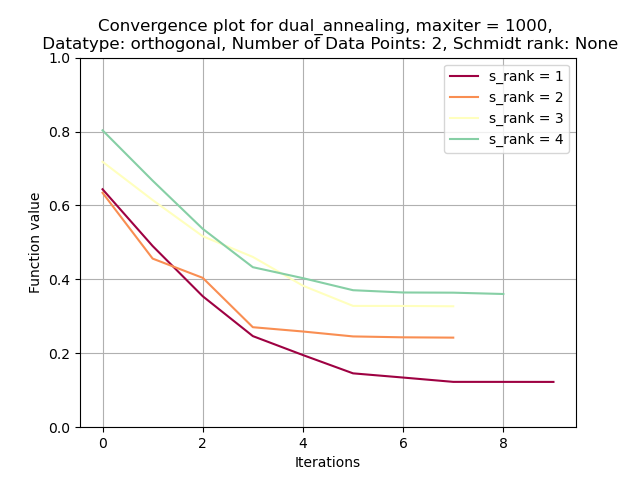 Convergence plot for dual_annealing, maxiter = 1000,
Datatype: orthogonal, Number of Data Points: 2, Schmidt rank: None
1.0
s_rank = 1
s_rank = 2
s_rank = 3
s_rank = 4
0.8
0.6
Function value
0.4
0.2
0.0
0 2 4 6 8
Iterations